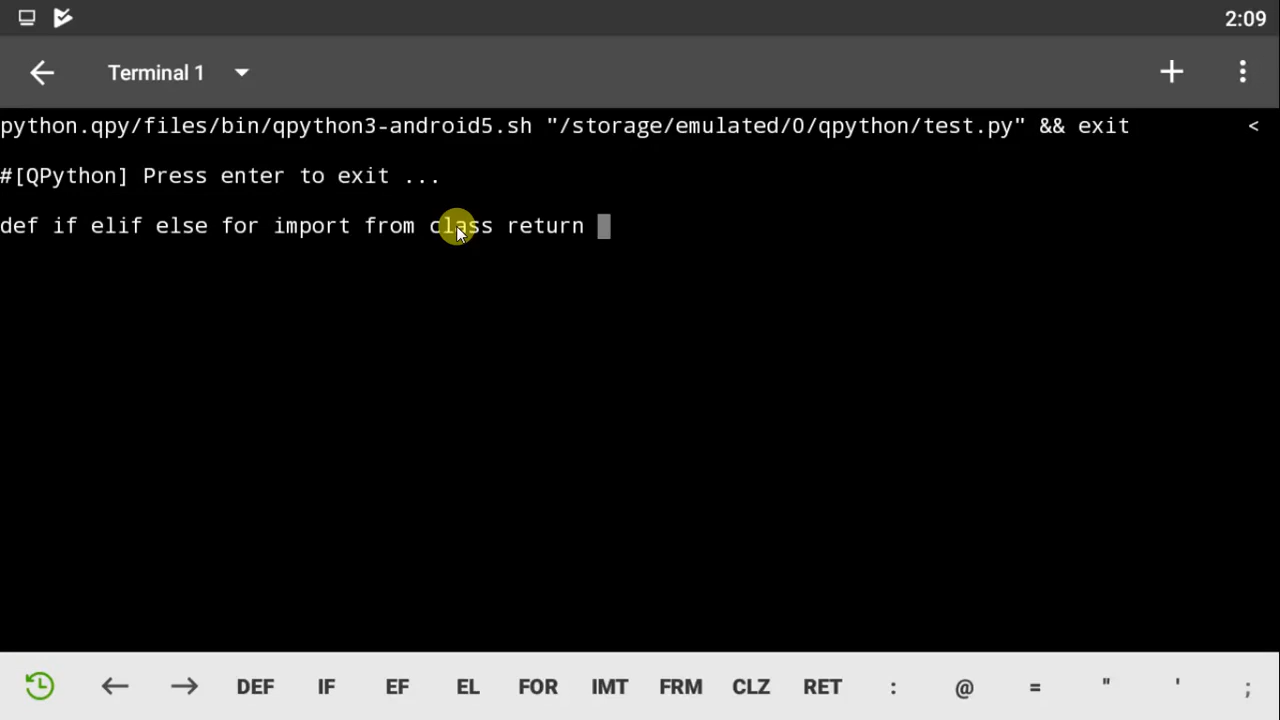 2:09
Terminal 1
python.qpy/files/bin/qpython3-android5.sh "/storage/emulated/0/qpython/test.py" && exit <
#[QPython] Press enter to exit ...
def if elif else for import from class return
DEF IF EF EL FOR IMT FRM CLZ RET : @ = " ' ;